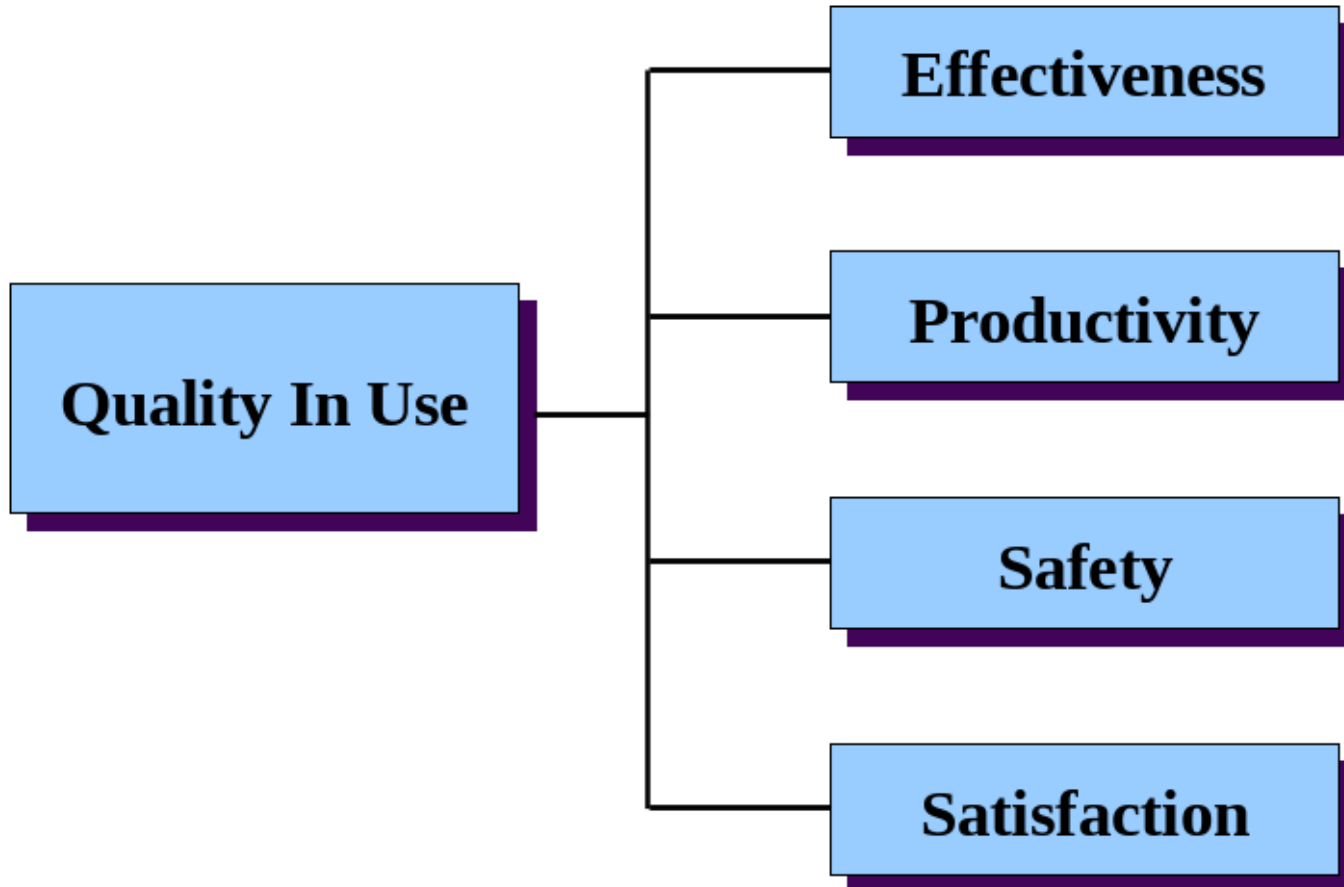 Effectiveness
Productivity
Quality In Use
Safety
Satisfaction